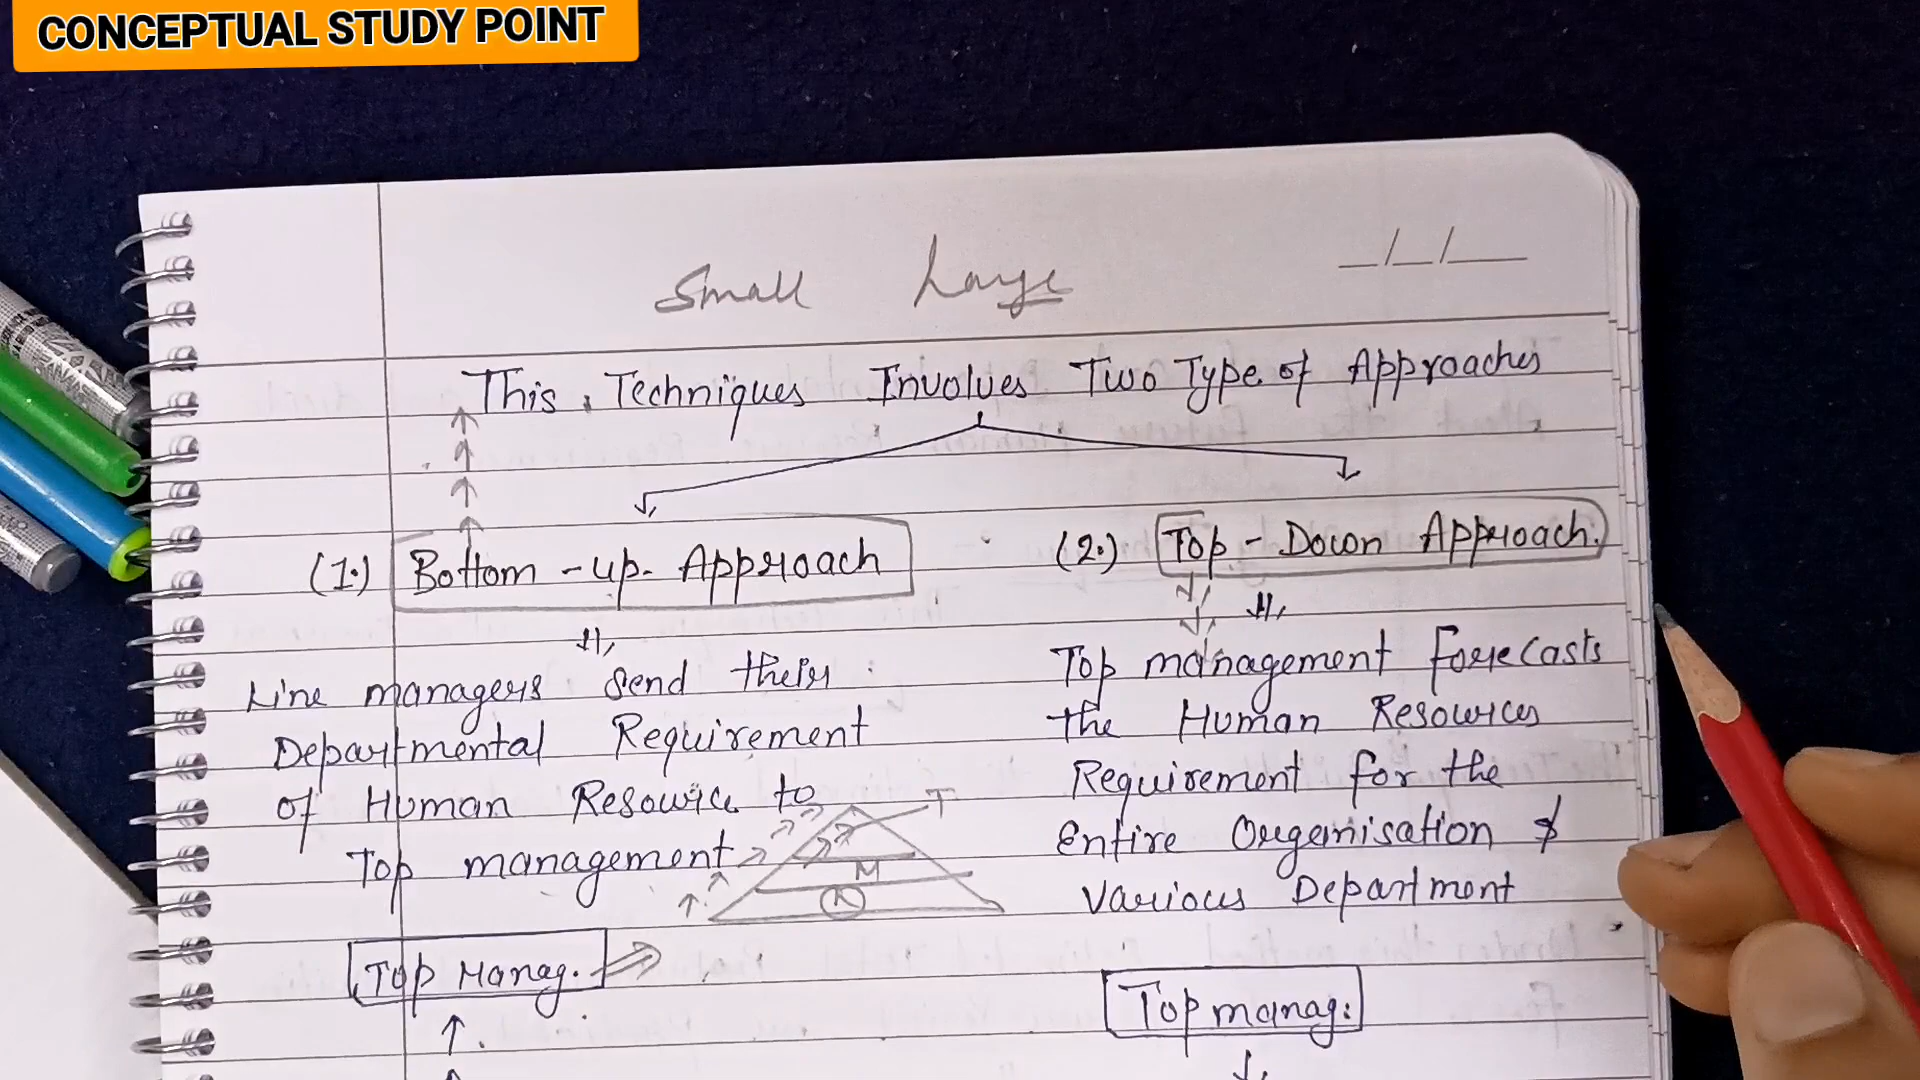 CONCEPTUAL STUDY POINT
Small Large
_/_/_
This Techniques Involves Two Type of Approaches
(1.) Bottom - up - Approach
Line managers Send their
Departmental Requirement
of Human Resource to
Top management
T
M
Top Manag.
(2.) Top - Down Approach.
Top management forecasts
the Human Resources
Requirement for the
Entire Organisation &
Various Department
Top manag.